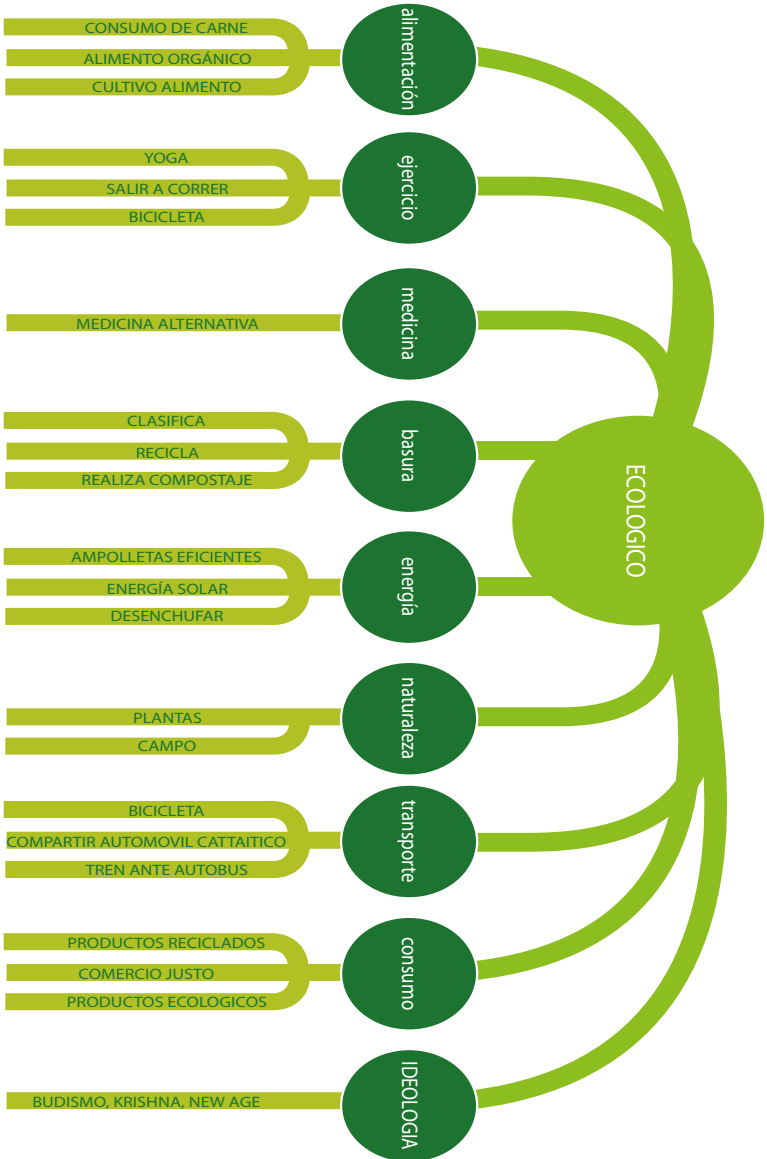 ECOLOGICO
alimentación
CONSUMO DE CARNE
ALIMENTO ORGÁNICO
CULTIVO ALIMENTO
ejercicio
YOGA
SALIR A CORRER
BICICLETA
medicina
MEDICINA ALTERNATIVA
basura
CLASIFICA
RECICLA
REALIZA COMPOSTAJE
energía
AMPOLLETAS EFICIENTES
ENERGÍA SOLAR
DESENCHUFAR
naturaleza
PLANTAS
CAMPO
transporte
BICICLETA
COMPARTIR AUTOMOVIL CATTAITICO
TREN ANTE AUTOBUS
consumo
PRODUCTOS RECICLADOS
COMERCIO JUSTO
PRODUCTOS ECOLOGICOS
IDEOLOGIA
BUDISMO, KRISHNA, NEW AGE